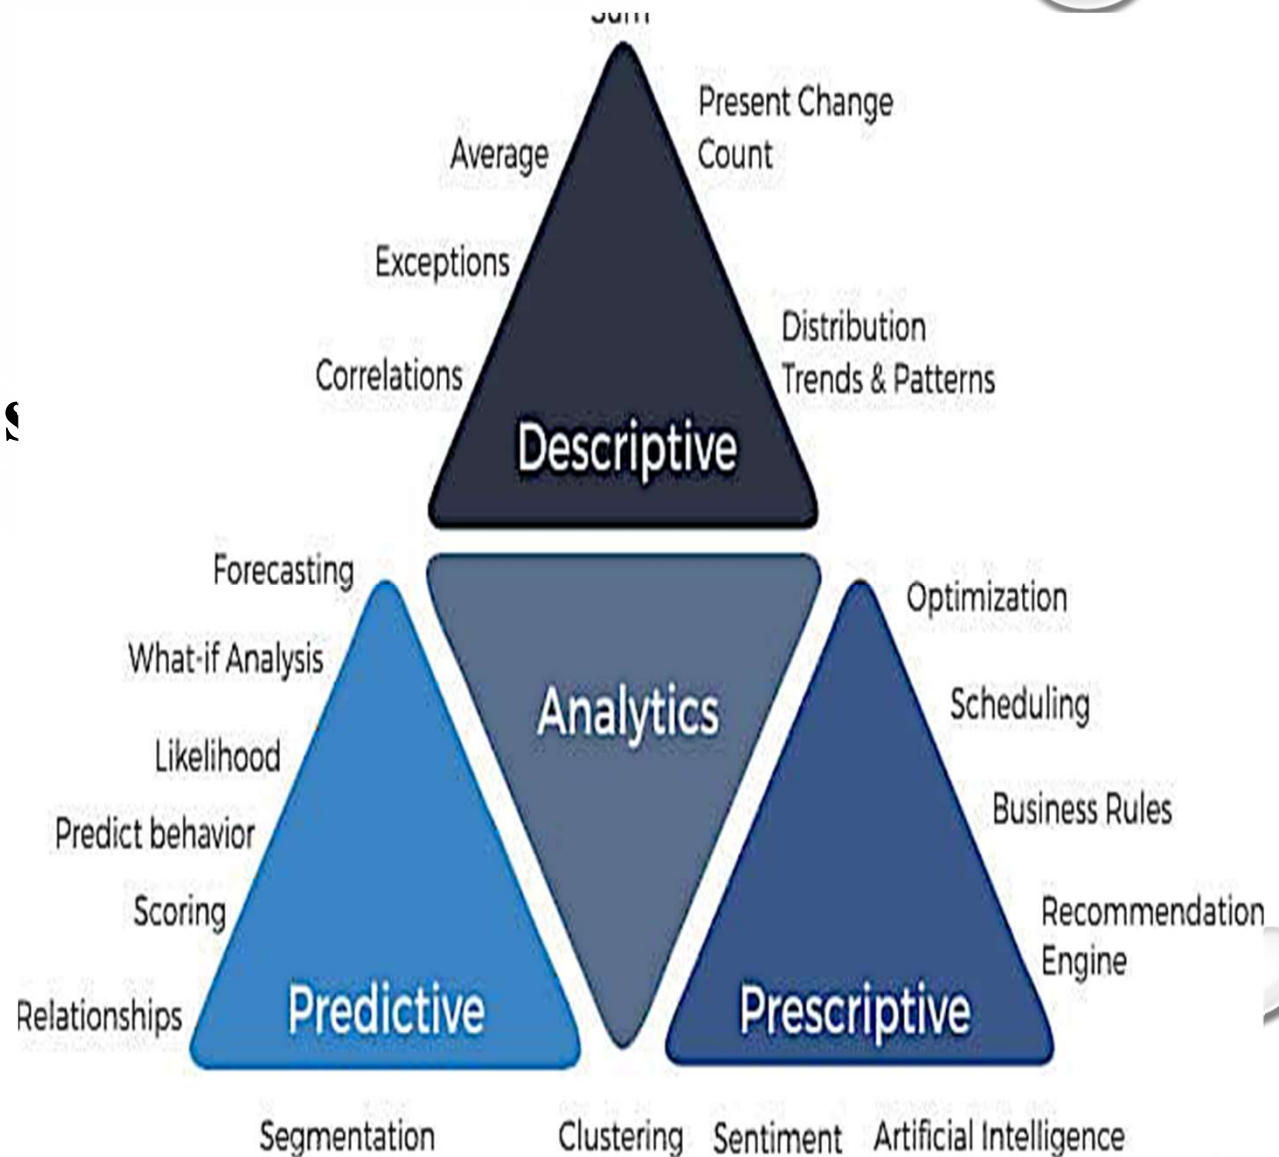 Sum
Present Change
Average
Count
Exceptions
Distribution
Correlations
Trends & Patterns
s
Descriptive
Forecasting
Optimization
What-if Analysis
Scheduling
Analytics
Likelihood
Business Rules
Predict behavior
Scoring
Recommendation
Engine
Relationships
Predictive
Prescriptive
Segmentation
Clustering
Sentiment
Artificial Intelligence